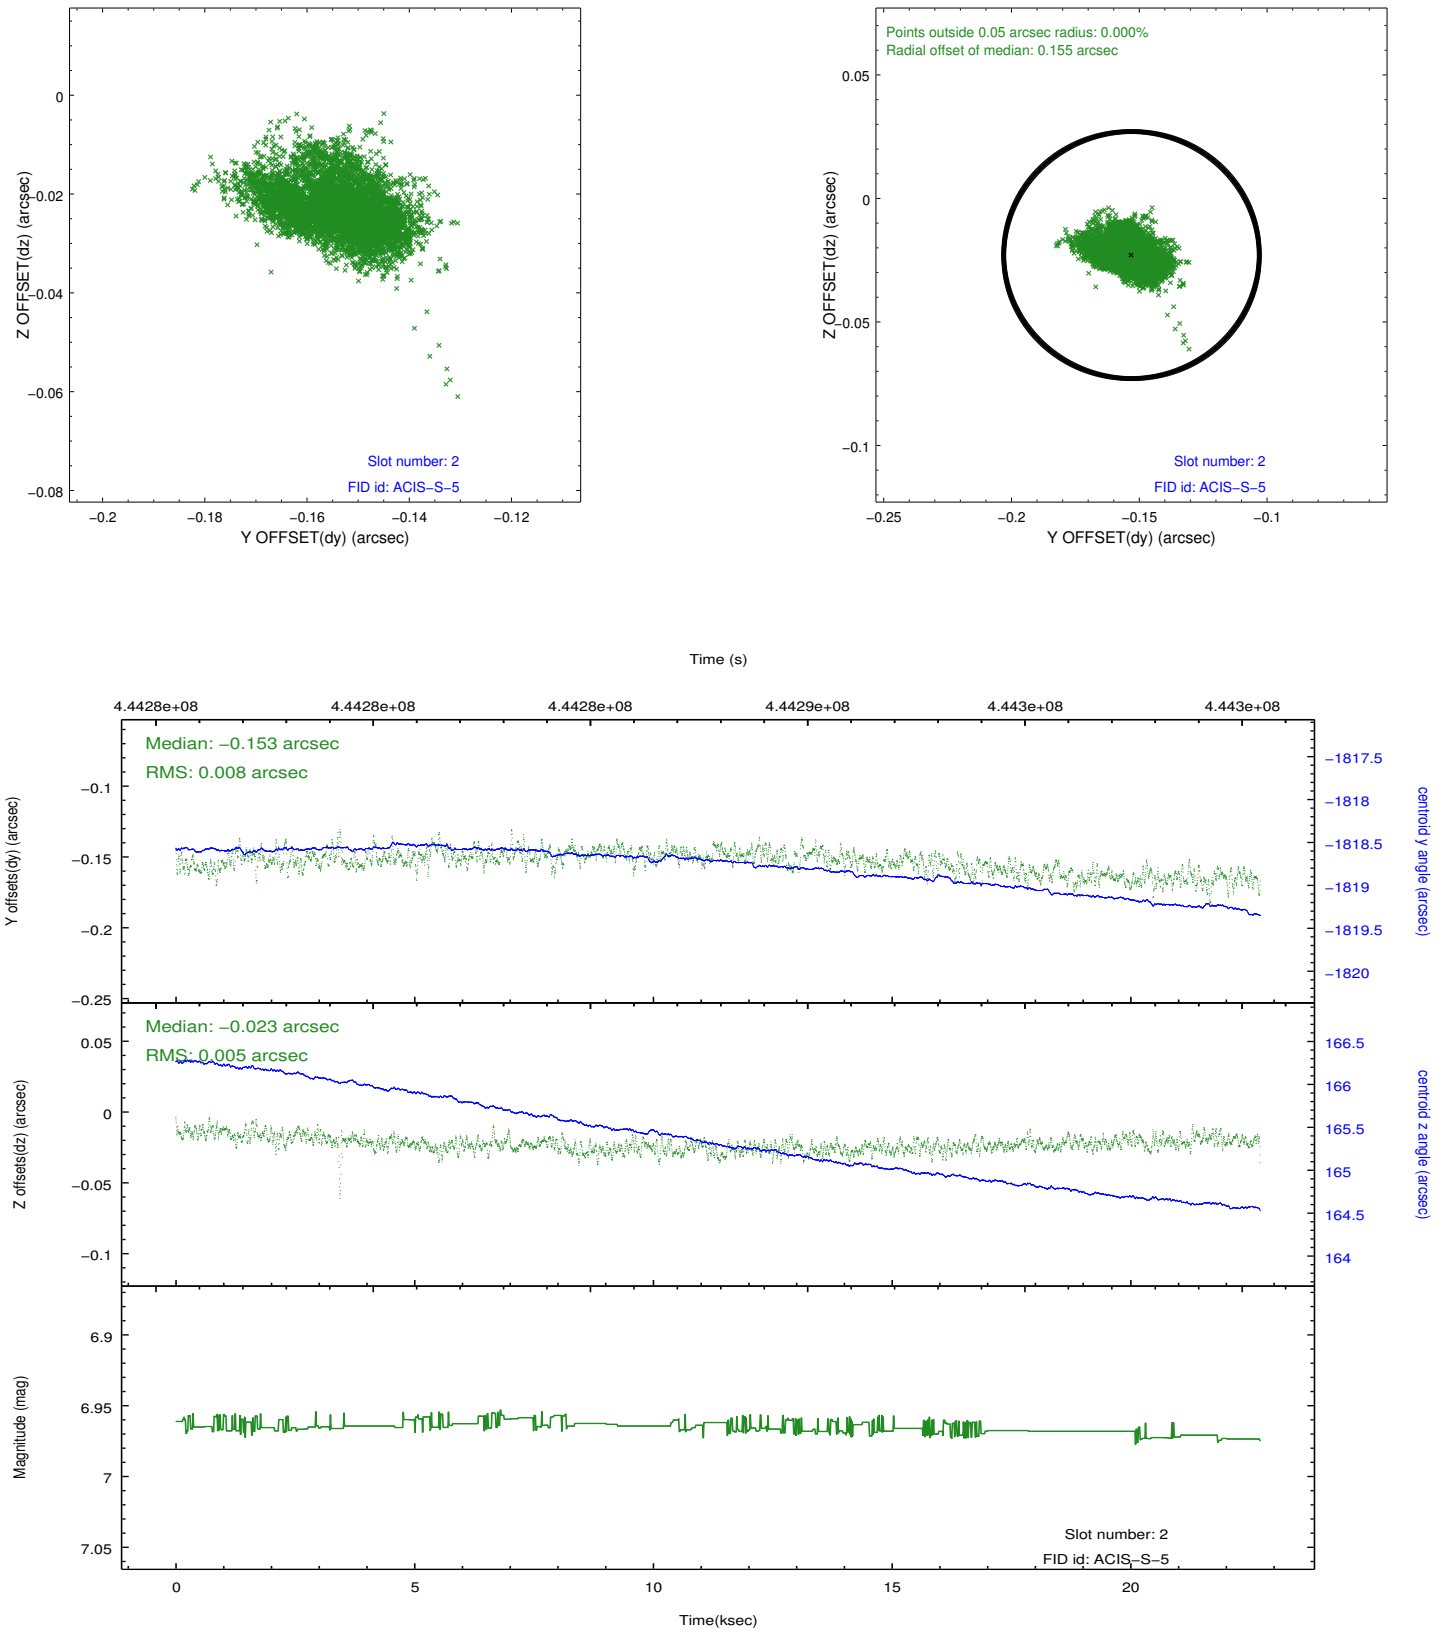 0
−0.02
−0.04
−0.06
−0.08
Z OFFSET(dz) (arcsec)
Slot number: 2
FID id: ACIS−S−5
−0.2 −0.18 −0.16 −0.14 −0.12
Y OFFSET(dy) (arcsec)
Points outside 0.05 arcsec radius: 0.000%
Radial offset of median: 0.155 arcsec
0.05
0
−0.05
−0.1
Z OFFSET(dz) (arcsec)
Slot number: 2
FID id: ACIS−S−5
−0.25 −0.2 −0.15 −0.1
Y OFFSET(dy) (arcsec)
Time (s)
4.4428e+08 4.4428e+08 4.4428e+08 4.4429e+08 4.443e+08 4.443e+08
Median: −0.153 arcsec
RMS: 0.008 arcsec
−0.1
−0.15
−0.2
−0.25
Y offsets(dy) (arcsec)
−1817.5
−1818
−1818.5
−1819
−1819.5
−1820
centroid y angle (arcsec)
Median: −0.023 arcsec
RMS: 0.005 arcsec
0.05
0
−0.05
−0.1
Z offsets(dz) (arcsec)
166.5
166
165.5
165
164.5
164
centroid z angle (arcsec)
6.9
6.95
7
7.05
Magnitude (mag)
Slot number: 2
FID id: ACIS−S−5
0 5 10 15 20
Time(ksec)